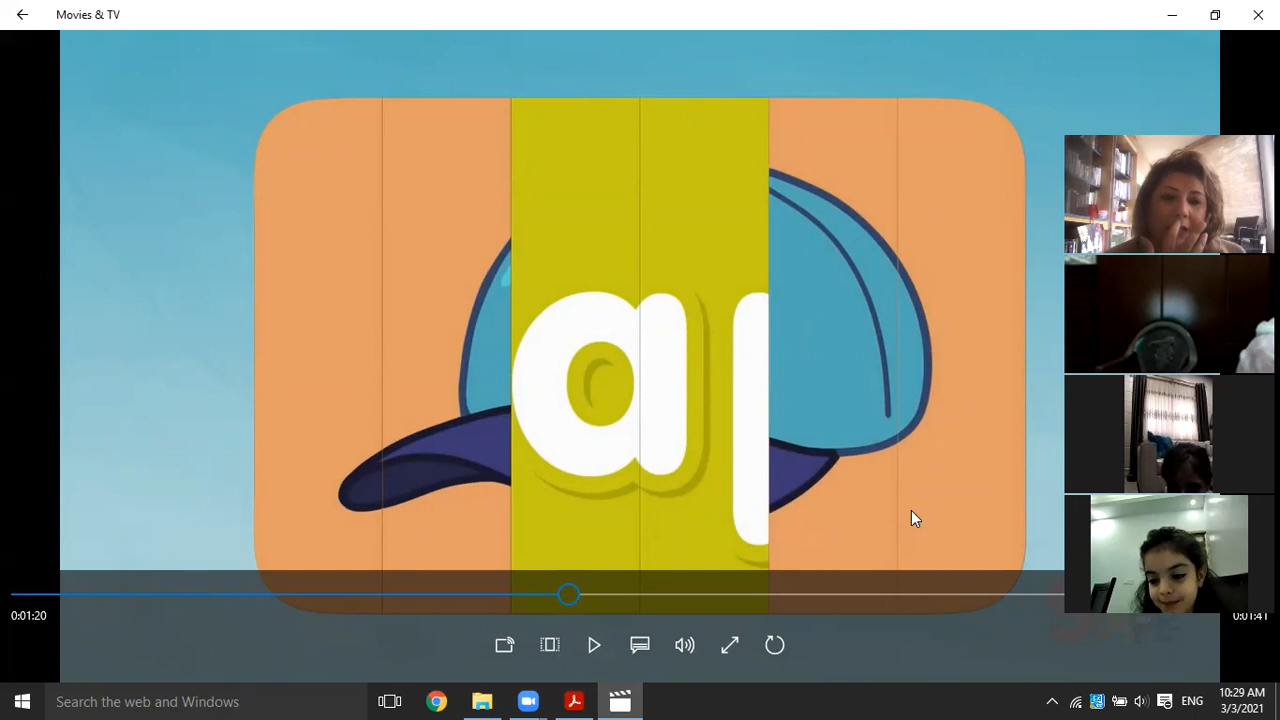 Movies & TV
a
0:01:20
0:01:41
Search the web and Windows
ENG
10:29 AM
3/3/2021